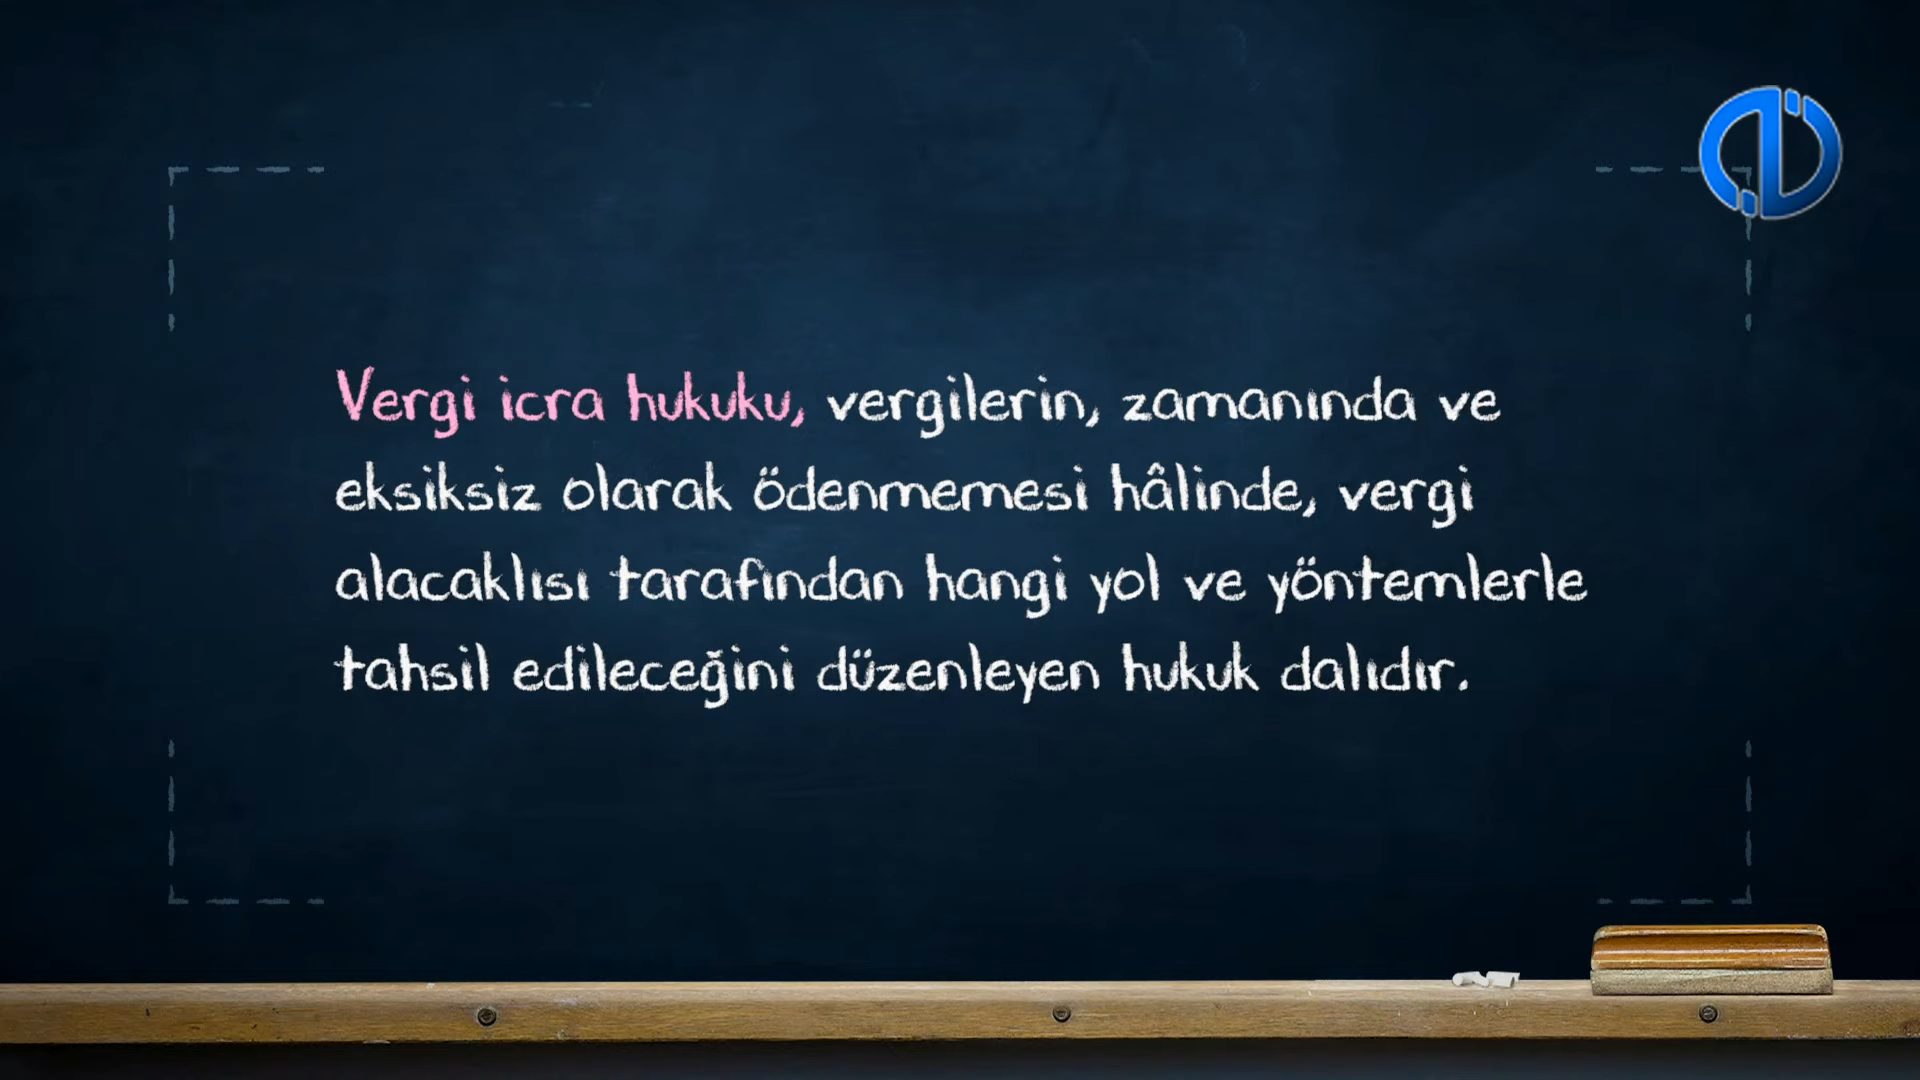 Vergi icra hukuku, vergilerin, zamanında ve
eksiksiz olarak ödenmemesi hâlinde, vergi
alacaklısı tarafından hangi yol ve yöntemlerle
tahsil edileceğini düzenleyen hukuk dalıdır.